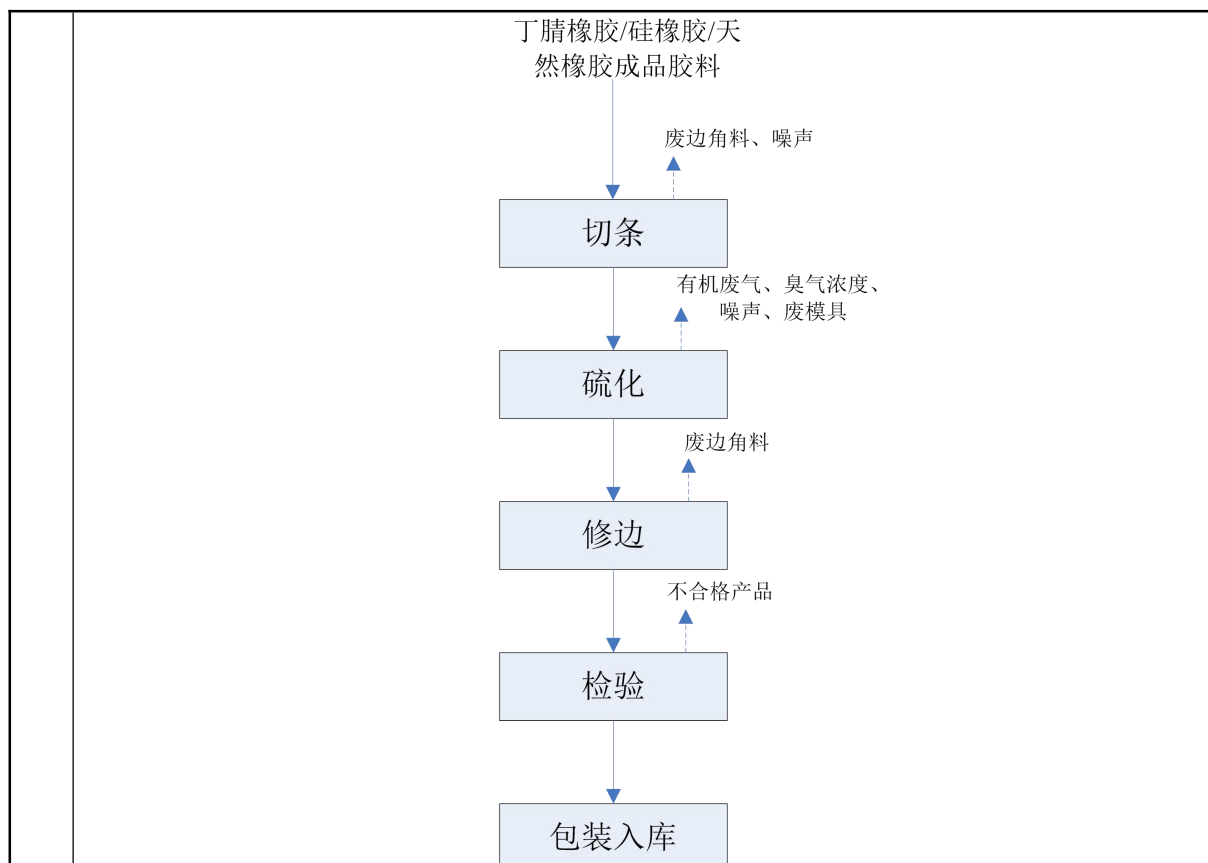 丁腈橡胶/硅橡胶/天
然橡胶成品胶料
废边角料、噪声
切条
有机废气、臭气浓度、
噪声、废模具
硫化
废边角料
修边
不合格产品
检验
包装入库